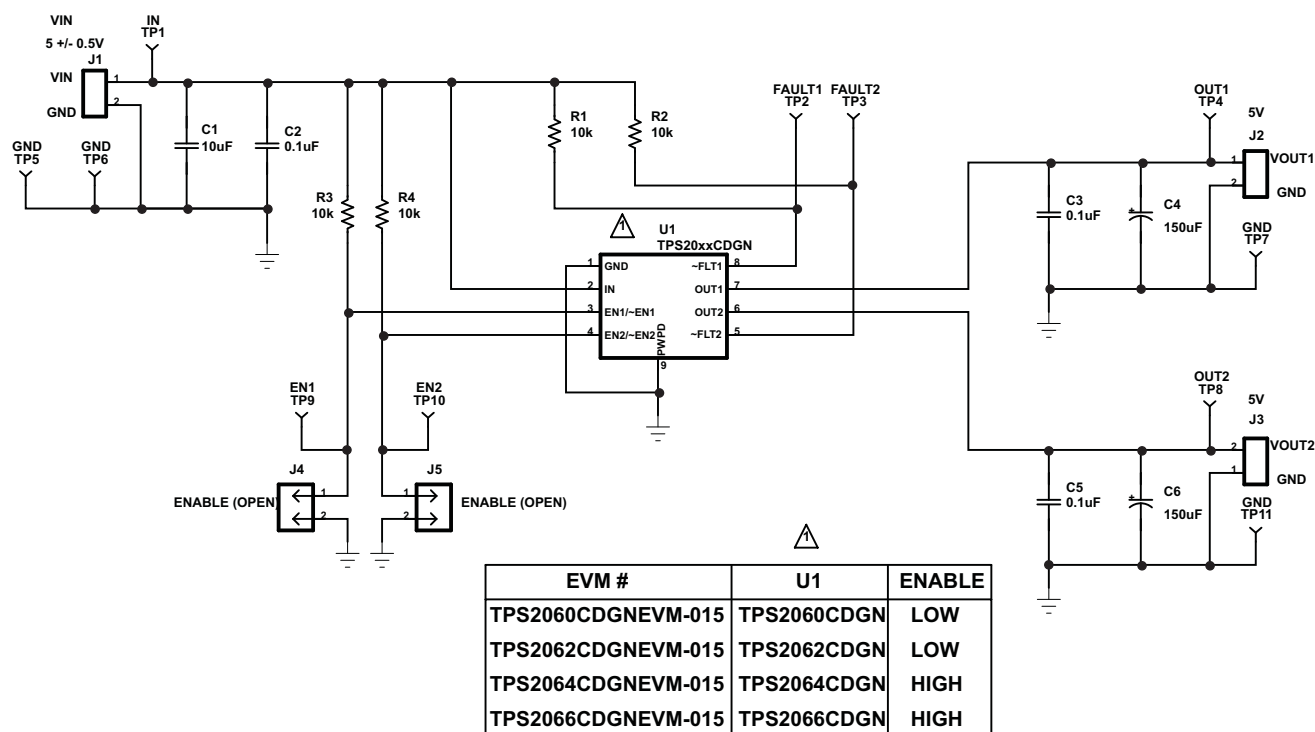 VIN
5 +/- 0.5V
J1
VIN
GND
1
2
IN
TP1
GND
TP5
GND
TP6
C1
10uF
C2
0.1uF
R3
10k
R4
10k
R1
10k
R2
10k
FAULT1
TP2
FAULT2
TP3
1
U1
TPS20xxCDGN
1 GND
2 IN
3 EN1/~EN1
4 EN2/~EN2
~FLT1 8
OUT1 7
OUT2 6
~FLT2 5
PWPD
9
OUT1
TP4
5V
J2
1
2
VOUT1
GND
C3
0.1uF
+
C4
150uF
GND
TP7
EN1
TP9
EN2
TP10
J4
ENABLE (OPEN)
1
2
J5
1
2
ENABLE (OPEN)
OUT2
TP8
5V
J3
2
1
VOUT2
GND
C5
0.1uF
+
C6
150uF
GND
TP11
1
EVM # U1 ENABLE
TPS2060CDGNEVM-015 TPS2060CDGN LOW
TPS2062CDGNEVM-015 TPS2062CDGN LOW
TPS2064CDGNEVM-015 TPS2064CDGN HIGH
TPS2066CDGNEVM-015 TPS2066CDGN HIGH